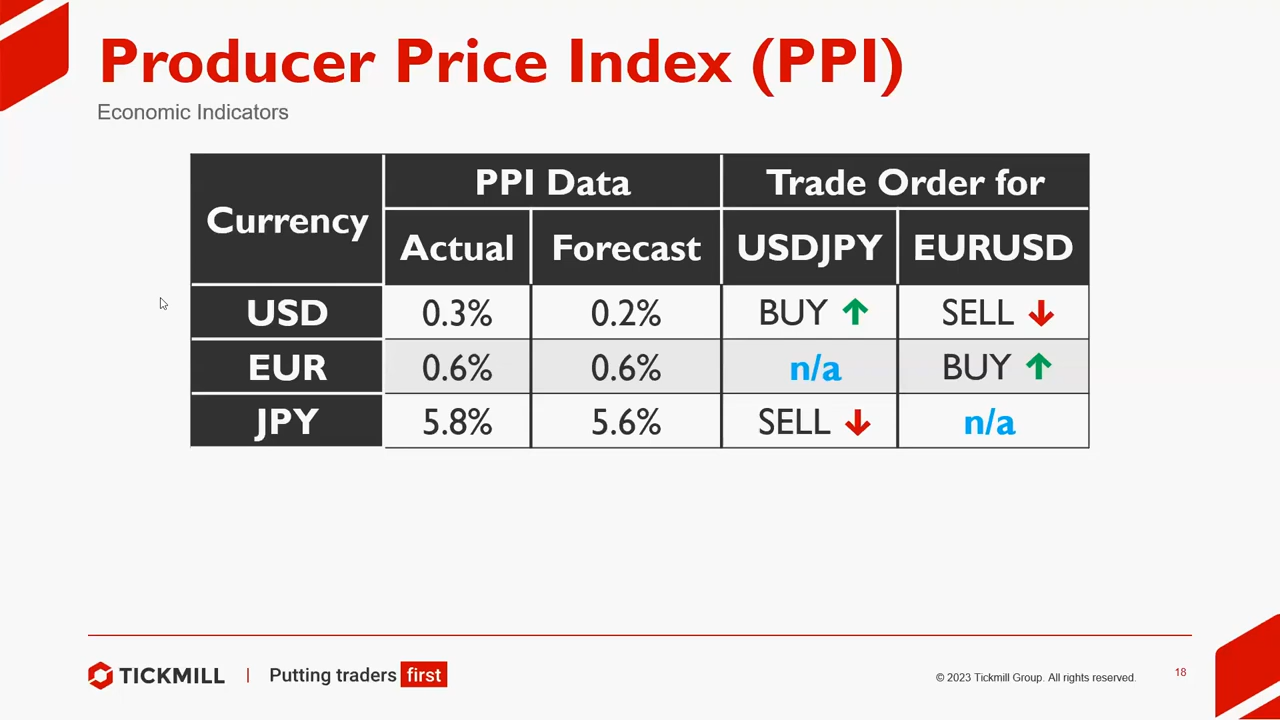 Producer Price Index (PPI)
Economic Indicators
Currency PPI Data Trade Order for
Actual Forecast USDJPY EURUSD
USD 0.3% 0.2% BUY ↑ SELL ↓
EUR 0.6% 0.6% n/a BUY ↑
JPY 5.8% 5.6% SELL ↓ n/a
TICKMILL | Putting traders first
© 2023 Tickmill Group. All rights reserved. 18